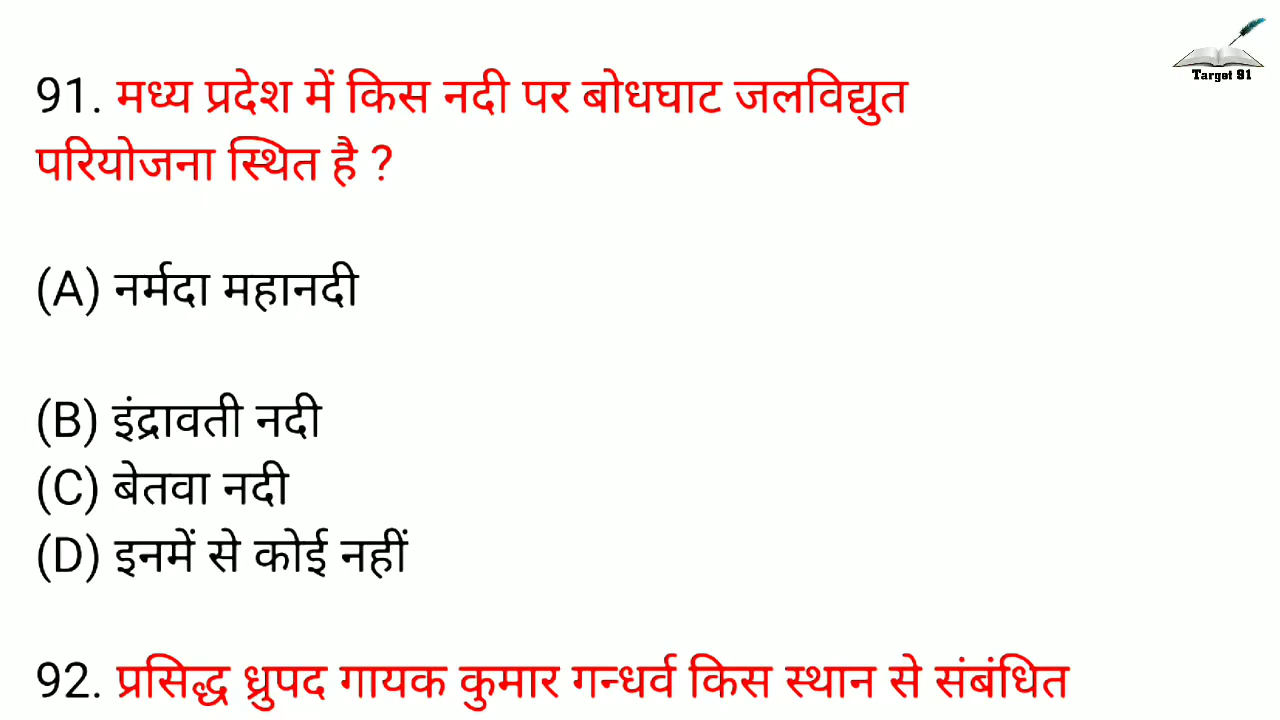 Target 91
91. मध्य प्रदेश में किस नदी पर बोधघाट जलविद्युत
परियोजना स्थित है ?
(A) नर्मदा महानदी
(B) इंद्रावती नदी
(C) बेतवा नदी
(D) इनमें से कोई नहीं
92. प्रसिद्ध ध्रुपद गायक कुमार गन्धर्व किस स्थान से संबंधित